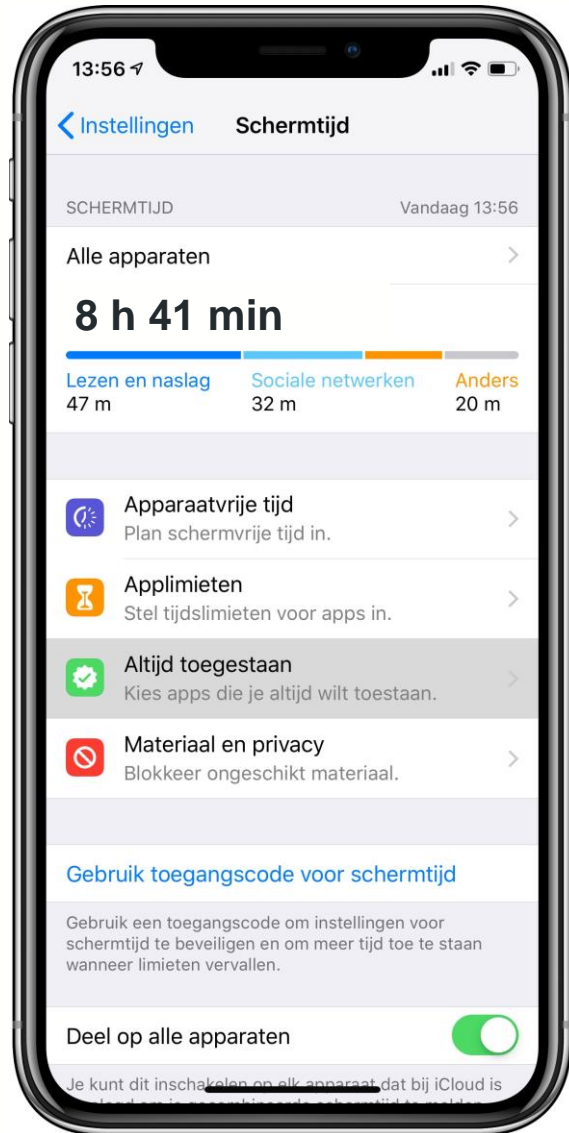 13:56
Instellingen Schermtijd
SCHERMTIJD Vandaag 13:56
Alle apparaten
8 h 41 min
Lezen en naslag Sociale netwerken Anders
47 m 32 m 20 m
Apparaatvrije tijd
Plan schermvrije tijd in.
Applimieten
Stel tijdslimieten voor apps in.
Altijd toegestaan
Kies apps die je altijd wilt toestaan.
Materiaal en privacy
Blokkeer ongeschikt materiaal.
Gebruik toegangscode voor schermtijd
Gebruik een toegangscode om instellingen voor
schermtijd te beveiligen en om meer tijd toe te staan
wanneer limieten vervallen.
Deel op alle apparaten
Je kunt dit inschakelen op elk apparaat dat bij iCloud is